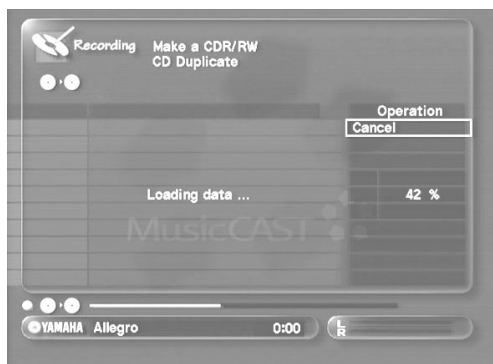 Recording
Make a CDR/RW
CD Duplicate
Operation
Cancel
Loading data ...
42 %
MusicCAST
YAMAHA Allegro
0:00
L
R